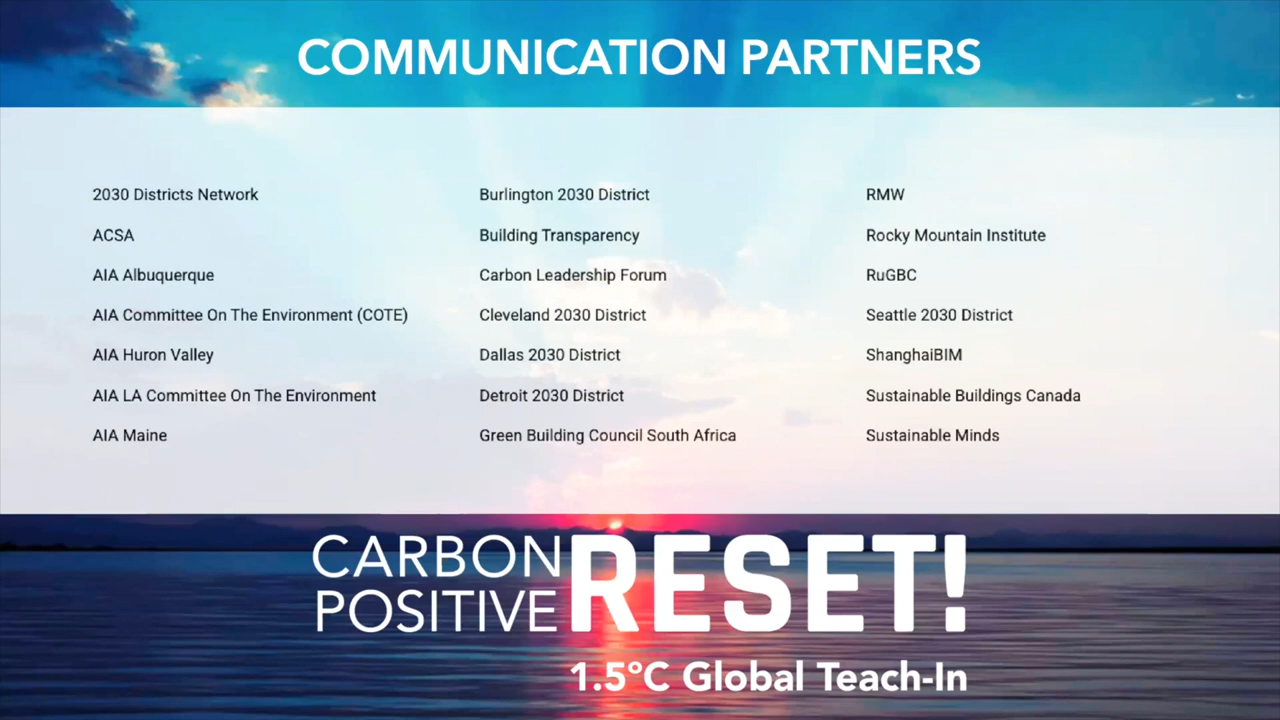 COMMUNICATION PARTNERS
2030 Districts Network
ACSA
AIA Albuquerque
AIA Committee On The Environment (COTE)
AIA Huron Valley
AIA LA Committee On The Environment
AIA Maine
Burlington 2030 District
Building Transparency
Carbon Leadership Forum
Cleveland 2030 District
Dallas 2030 District
Detroit 2030 District
Green Building Council South Africa
RMW
Rocky Mountain Institute
RuGBC
Seattle 2030 District
ShanghaiBIM
Sustainable Buildings Canada
Sustainable Minds
CARBON
POSITIVE
RESET!
1.5°C Global Teach-In